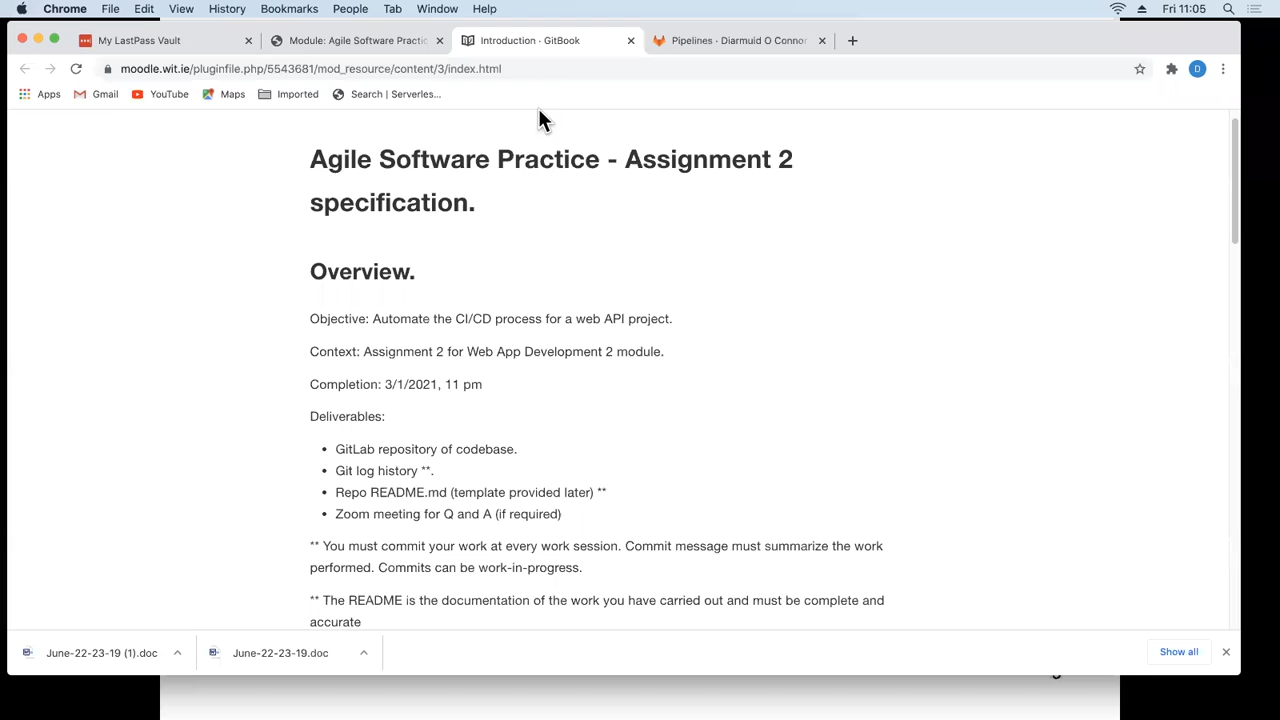 Chrome File Edit View History Bookmarks People Tab Window Help Fri 11:05
My LastPass Vault
Module: Agile Software Practic
Introduction · GitBook
Pipelines · Diarmuid O Connor
moodle.wit.ie/pluginfile.php/5543681/mod_resource/content/3/index.html
D
Apps Gmail YouTube Maps Imported Search | Serverless...
Agile Software Practice - Assignment 2
specification.
Overview.
Objective: Automate the CI/CD process for a web API project.
Context: Assignment 2 for Web App Development 2 module.
Completion: 3/1/2021, 11 pm
Deliverables:
• GitLab repository of codebase.
• Git log history **.
• Repo README.md (template provided later) **
• Zoom meeting for Q and A (if required)
** You must commit your work at every work session. Commit message must summarize the work
performed. Commits can be work-in-progress.
** The README is the documentation of the work you have carried out and must be complete and
accurate
June-22-23-19 (1).doc
June-22-23-19.doc
Show all